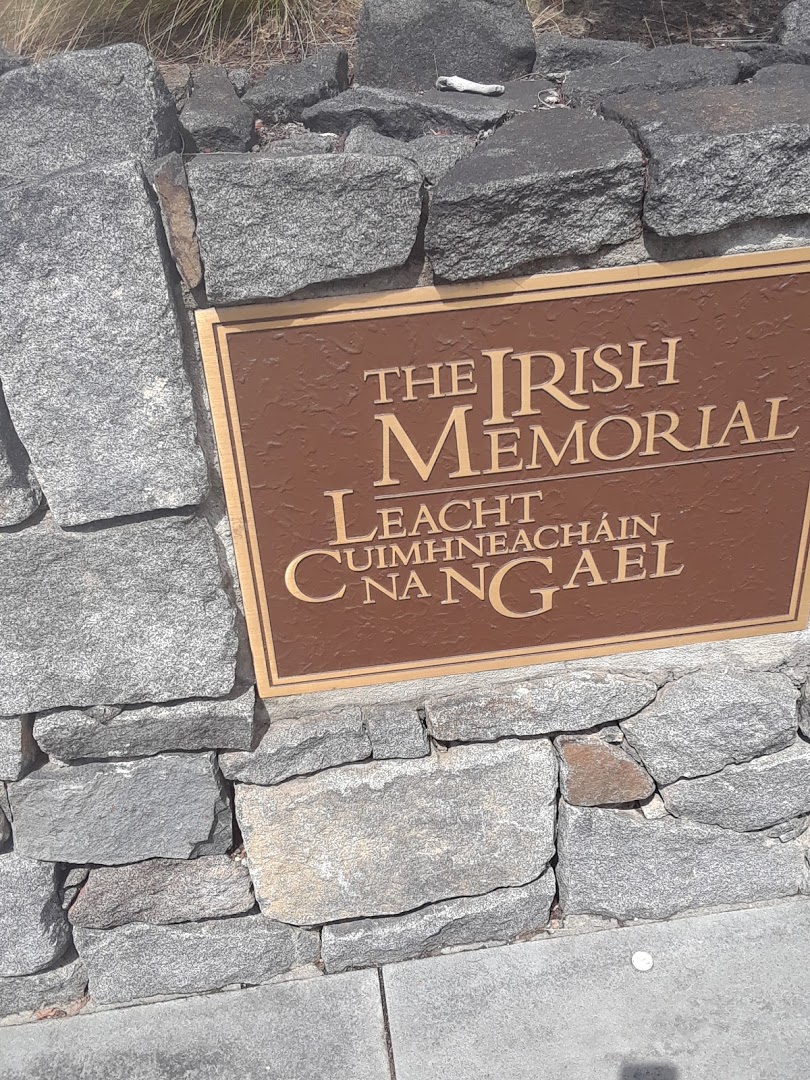 THE IRISH
MEMORIAL
LEACHT
CUIMHNEACHÁIN
NA NGAEL